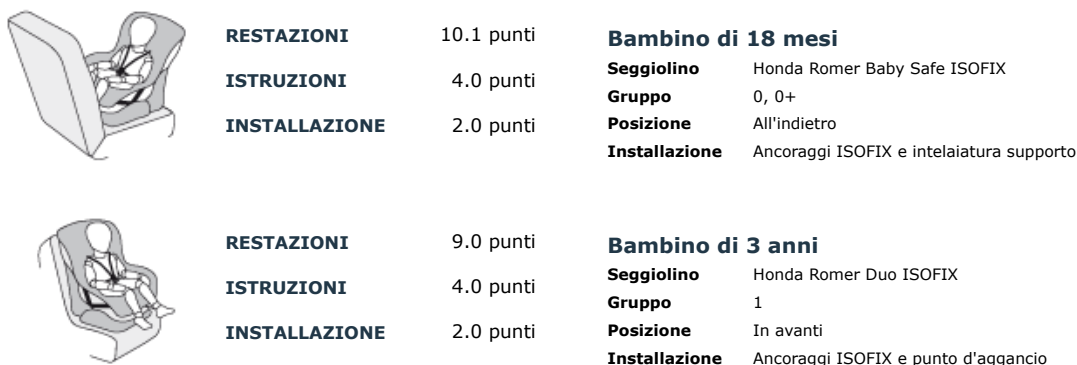 RESTAZIONI 10.1 punti
ISTRUZIONI 4.0 punti
INSTALLAZIONE 2.0 punti
Bambino di 18 mesi
Seggiolino Honda Romer Baby Safe ISOFIX
Gruppo 0, 0+
Posizione All'indietro
Installazione Ancoraggi ISOFIX e intelaiatura supporto
RESTAZIONI 9.0 punti
ISTRUZIONI 4.0 punti
INSTALLAZIONE 2.0 punti
Bambino di 3 anni
Seggiolino Honda Romer Duo ISOFIX
Gruppo 1
Posizione In avanti
Installazione Ancoraggi ISOFIX e punto d'aggancio